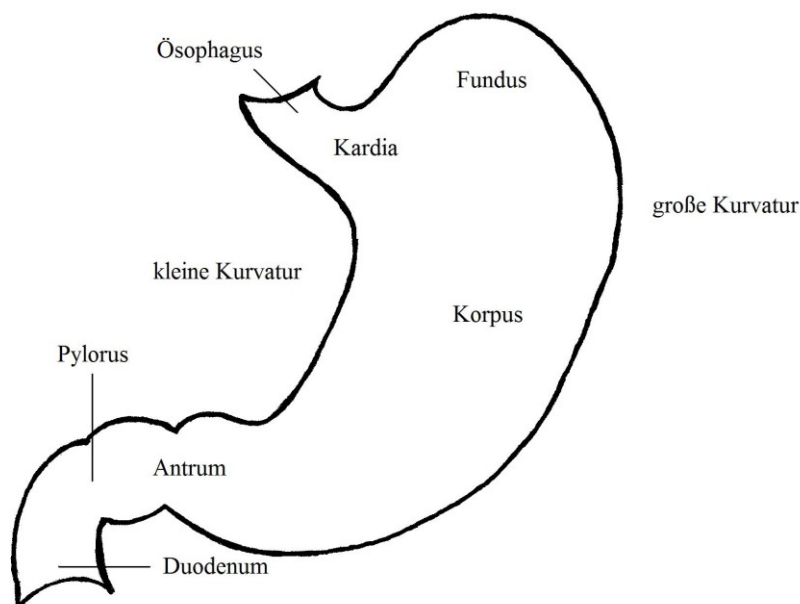 Ösophagus
Fundus
Kardia
große Kurvatur
kleine Kurvatur
Korpus
Pylorus
Antrum
Duodenum